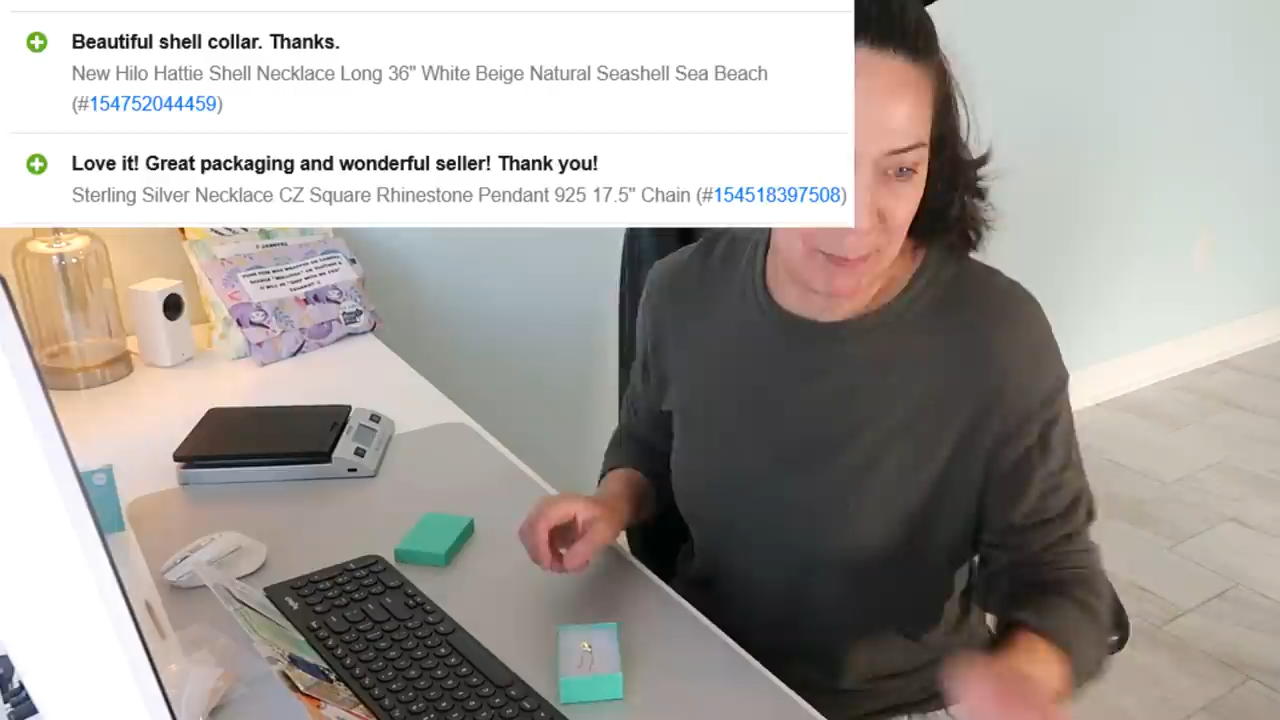 Beautiful shell collar. Thanks.
New Hilo Hattie Shell Necklace Long 36" White Beige Natural Seashell Sea Beach
(#154752044459)
Love it! Great packaging and wonderful seller! Thank you!
Sterling Silver Necklace CZ Square Rhinestone Pendant 925 17.5" Chain (#154518397508)